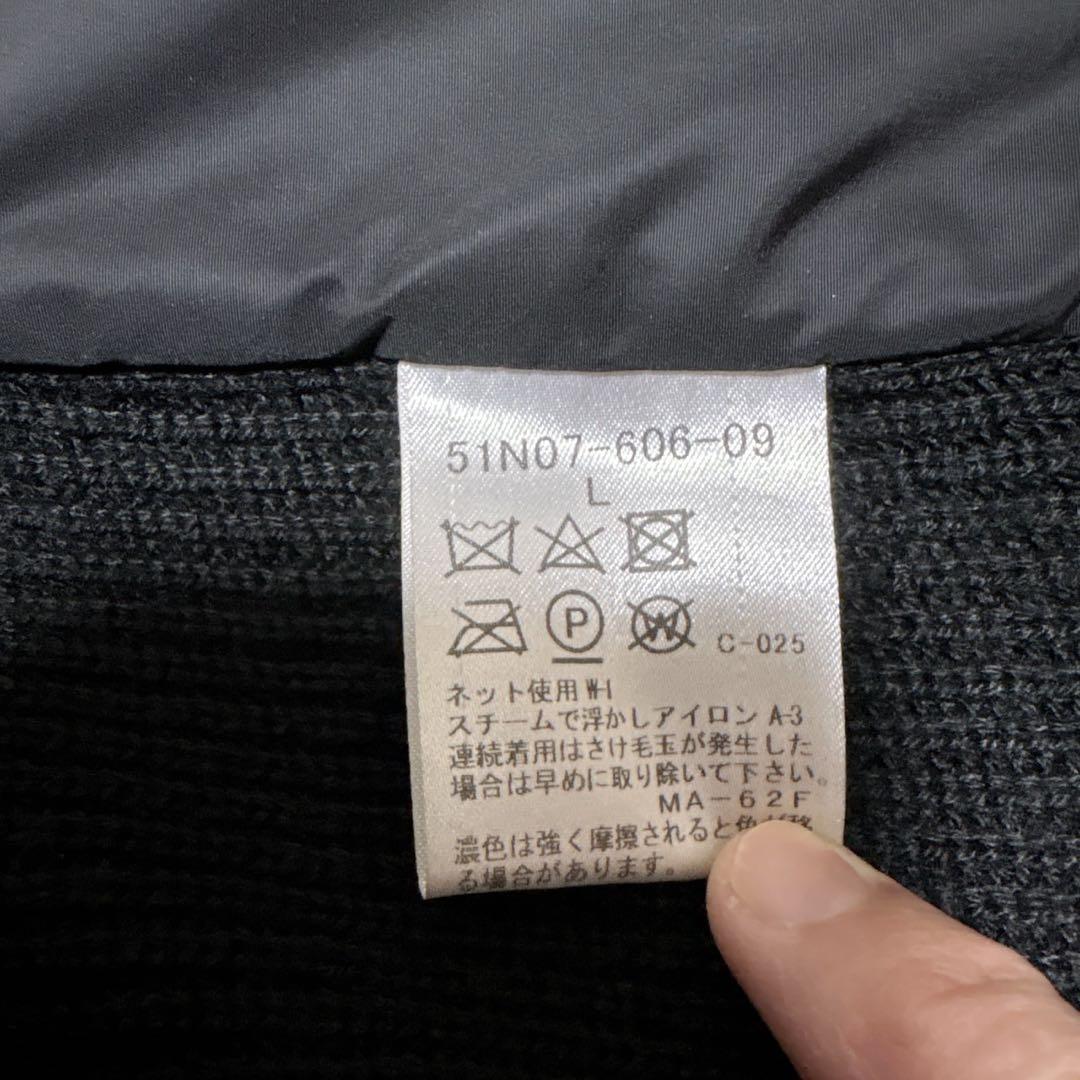 51N07-606-09
L
P W C-025
ネット使用 W-1
スチームで浮かしアイロン A-3
連続着用はさけ毛玉が発生した
場合は早めに取り除いて下さい。
MA-62F
濃色は強く摩擦されると色が移
る場合があります。